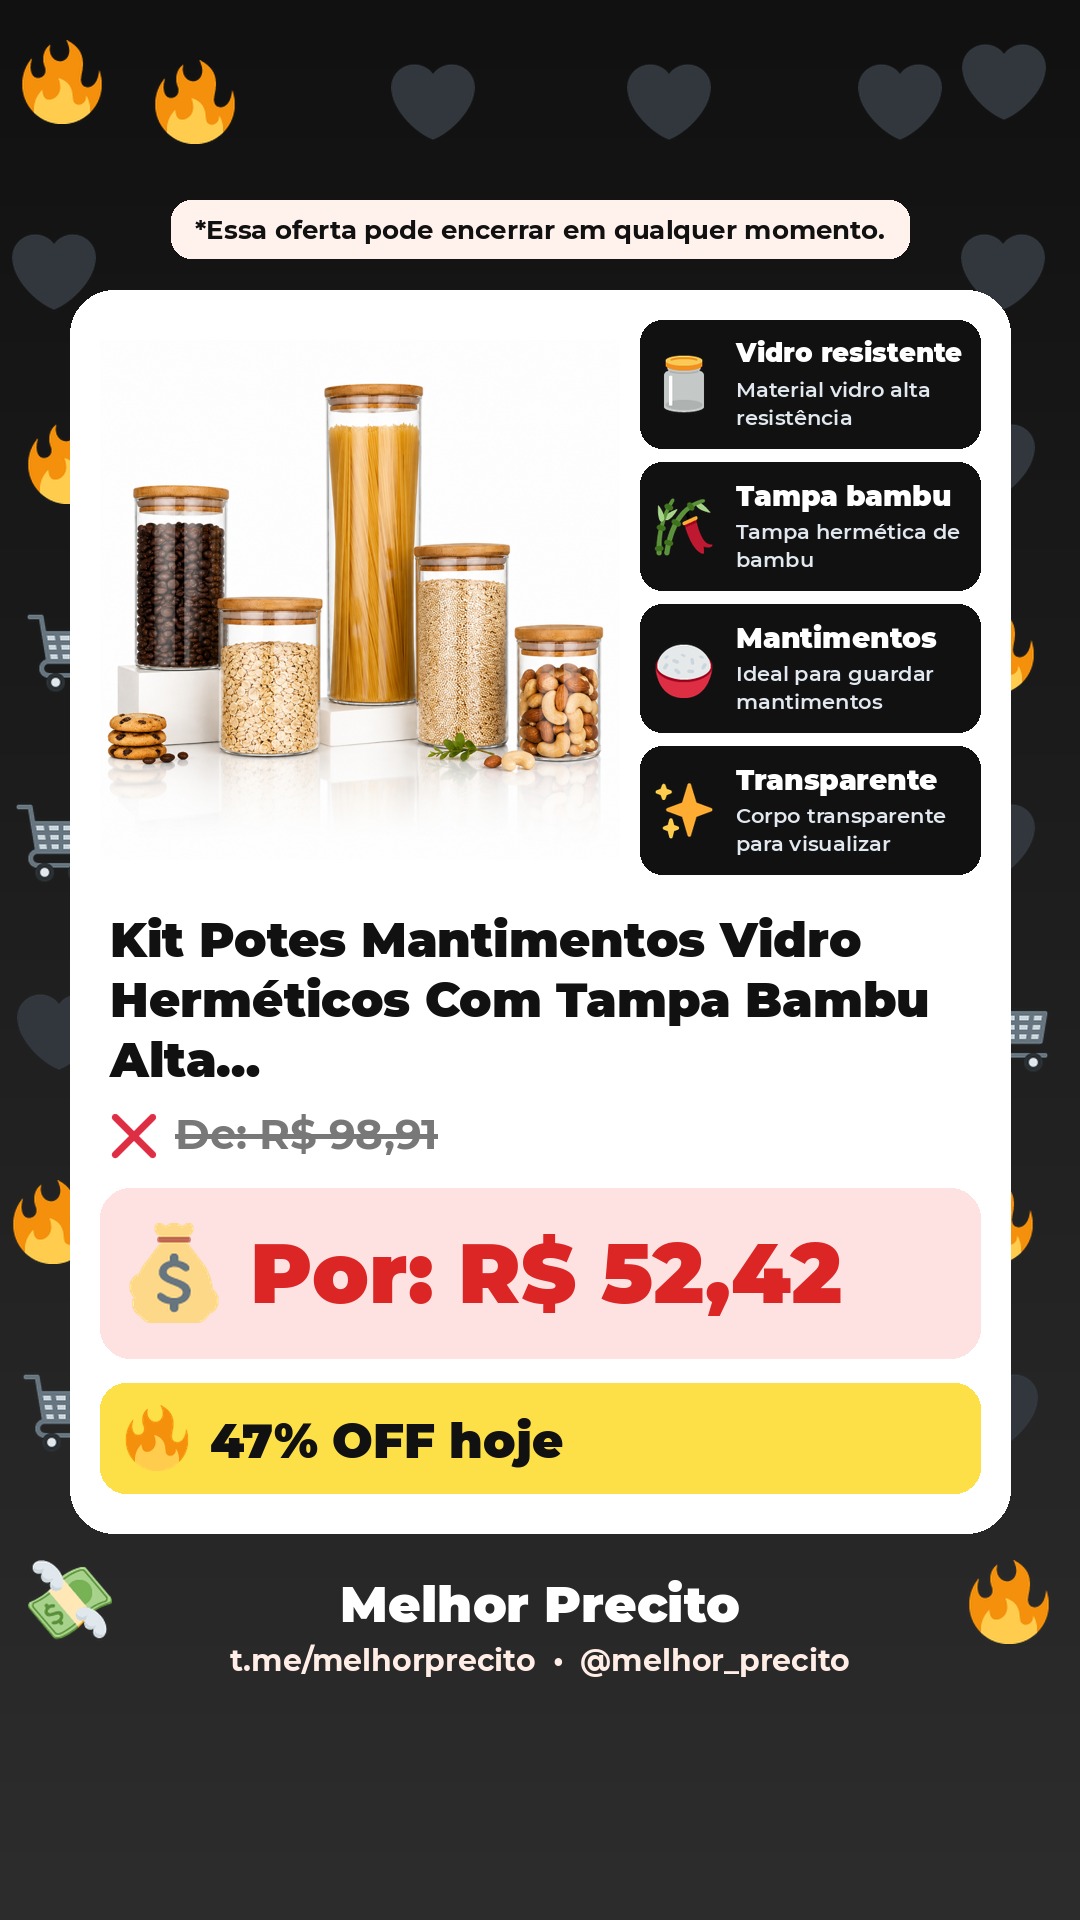 *Essa oferta pode encerrar em qualquer momento.
Vidro resistente
Material vidro alta
resistência
Tampa bambu
Tampa hermética de
bambu
Mantimentos
Ideal para guardar
mantimentos
Transparente
Corpo transparente
para visualizar
Kit Potes Mantimentos Vidro
Herméticos Com Tampa Bambu
Alta...
De: R$ 98,91
Por: R$ 52,42
47% OFF hoje
Melhor Precito
t.me/melhorprecito • @melhor_precito